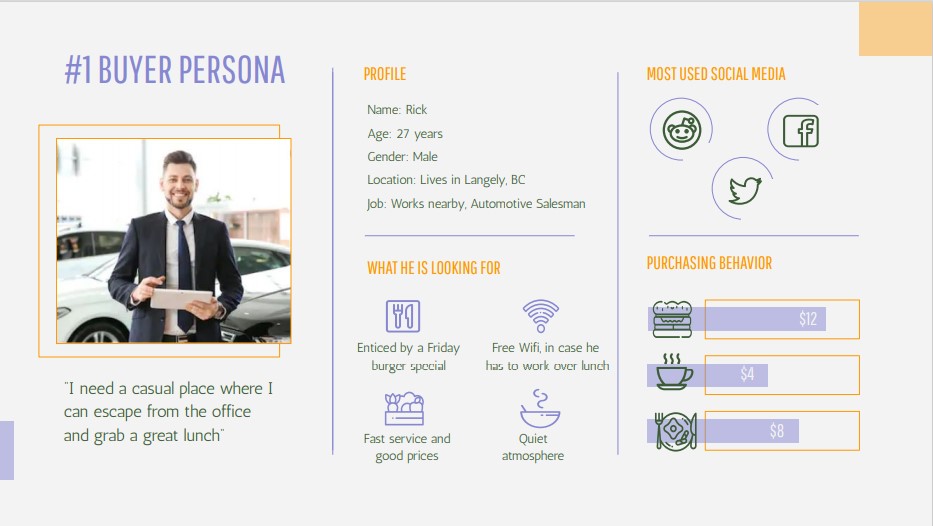 #1 BUYER PERSONA
"I need a casual place where I
can escape from the office
and grab a great lunch"
PROFILE
Name: Rick
Age: 27 years
Gender: Male
Location: Lives in Langely, BC
Job: Works nearby, Automotive Salesman
WHAT HE IS LOOKING FOR
Enticed by a Friday
burger special
Free Wifi, in case he
has to work over lunch
Fast service and
good prices
Quiet
atmosphere
MOST USED SOCIAL MEDIA
PURCHASING BEHAVIOR
$12
$4
$8